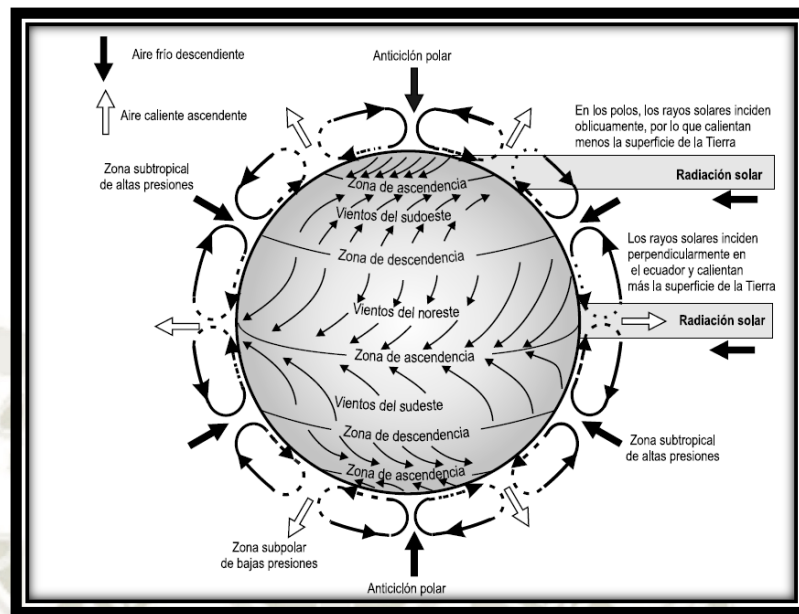 Aire frío descendiente
Anticiclón polar
Aire caliente ascendente
En los polos, los rayos solares inciden
oblicuamente, por lo que calientan
menos la superficie de la Tierra
Zona subtropical
de altas presiones
Radiación solar
Zona de ascendencia
Vientos del sudoeste
Los rayos solares inciden
perpendicularmente en
el ecuador y calientan
más la superficie de la Tierra
Zona de descendencia
Vientos del noreste
Radiación solar
Zona de ascendencia
Vientos del sudeste
Zona de descendencia
Zona subtropical
de altas presiones
Zona de ascendencia
Zona subpolar
de bajas presiones
Anticiclón polar